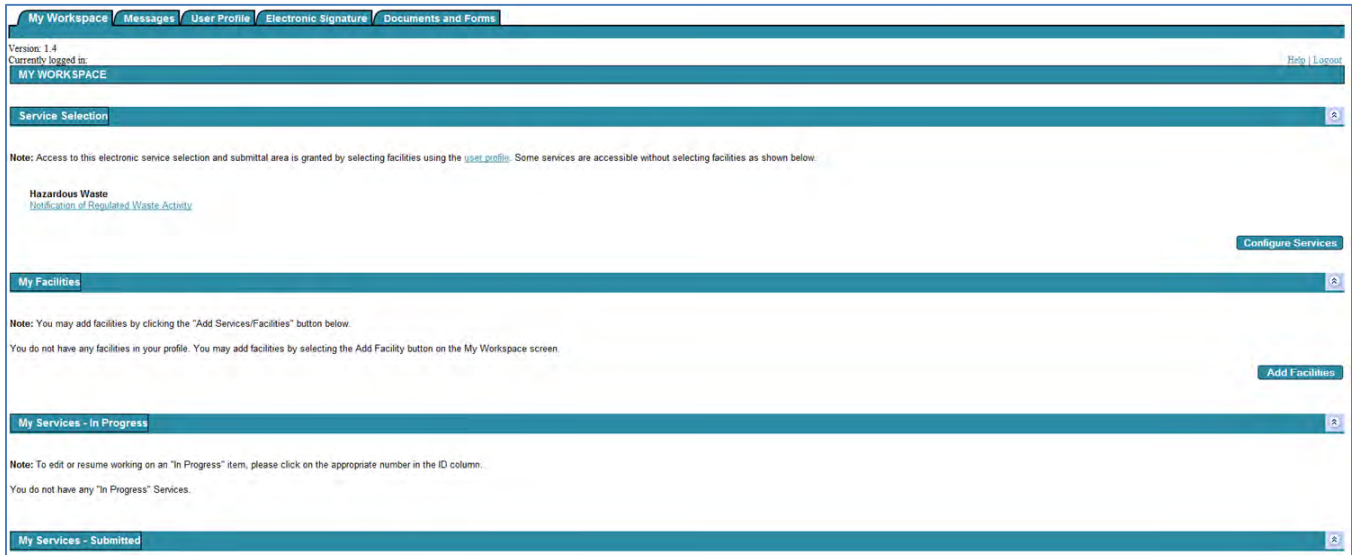 My Workspace Messages User Profile Electronic Signature Documents and Forms
Version: 1.4
Currently logged in:
Help | Logout
MY WORKSPACE
Service Selection
Note: Access to this electronic service selection and submittal area is granted by selecting facilities using the user profile. Some services are accessible without selecting facilities as shown below.
Hazardous Waste
Notification of Regulated Waste Activity
Configure Services
My Facilities
Note: You may add facilities by clicking the "Add Services/Facilities" button below.
You do not have any facilities in your profile. You may add facilities by selecting the Add Facility button on the My Workspace screen.
Add Facilities
My Services - In Progress
Note: To edit or resume working on an "In Progress" item, please click on the appropriate number in the ID column.
You do not have any "In Progress" Services.
My Services - Submitted